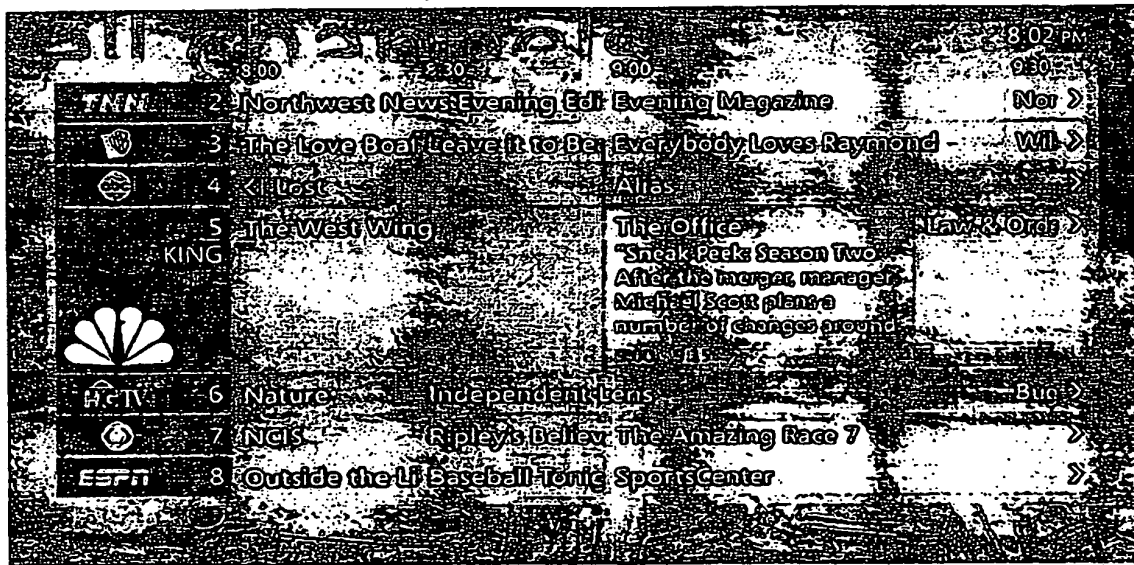 8:02 PM
8:00 8:30 9:00 9:30
TNN 2 Northwest News Evening Edi Evening Magazine Nor >
3 The Love Boat Leave it to Be Everybody Loves Raymond Wil >
4 < Lost Alias >
5 The West Wing The Office Law & Ordr >
KING "Sneak Peek: Season Two
After the merger, manager
Michael Scott plans a
number of changes around
HGTV 6 Nature Independent Lens Bug >
7 NCIS Ripley's Believ The Amazing Race 7 >
ESPN 8 Outside the Li Baseball Tonig SportsCenter >